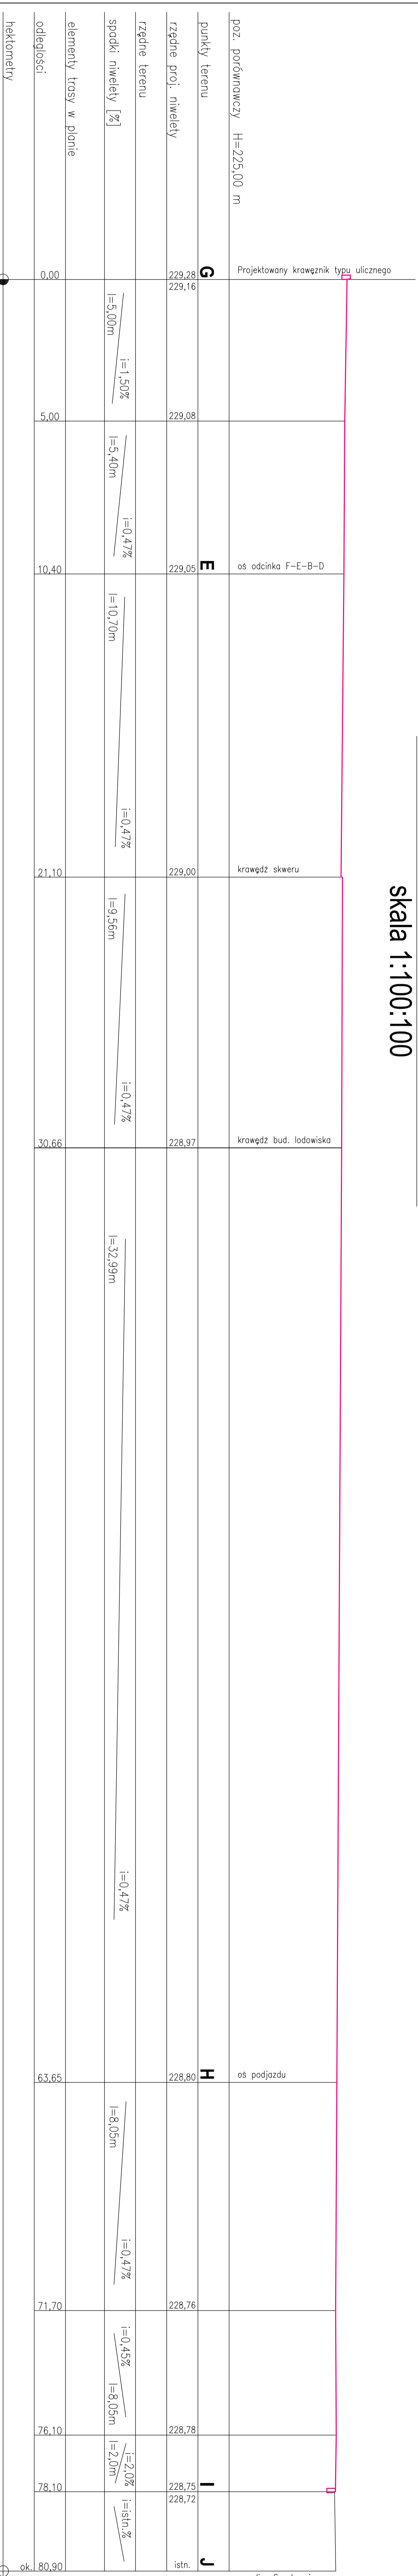 skala 1:100:100
poz. porównawczy H=225,00 m
Projektowany krawężnik typu ulicznego
oś odcinka F-E-B-D
krawędź skweru
krawędź bud. lodowiska
oś podjazdu
punkty terenu
G
E
H
I
J
rzędne proj. niwelety
229,28
229,16
229,08
229,05
229,00
228,97
228,80
228,76
228,78
228,75
228,72
istn.
rzędne terenu
spadki niwelety [%]
l=5,00m
i=1,50%
l=5,40m
i=0,47%
l=10,70m
i=0,47%
l=9,56m
i=0,47%
l=32,99m
i=0,47%
l=8,05m
i=0,47%
i=0,45%
l=8,05m
i=2,0%
l=2,0m
i=istn.%
elementy trasy w planie
odległości
0,00
5,00
10,40
21,10
30,66
63,65
71,70
76,10
78,10
ok. 80,90
hektometry